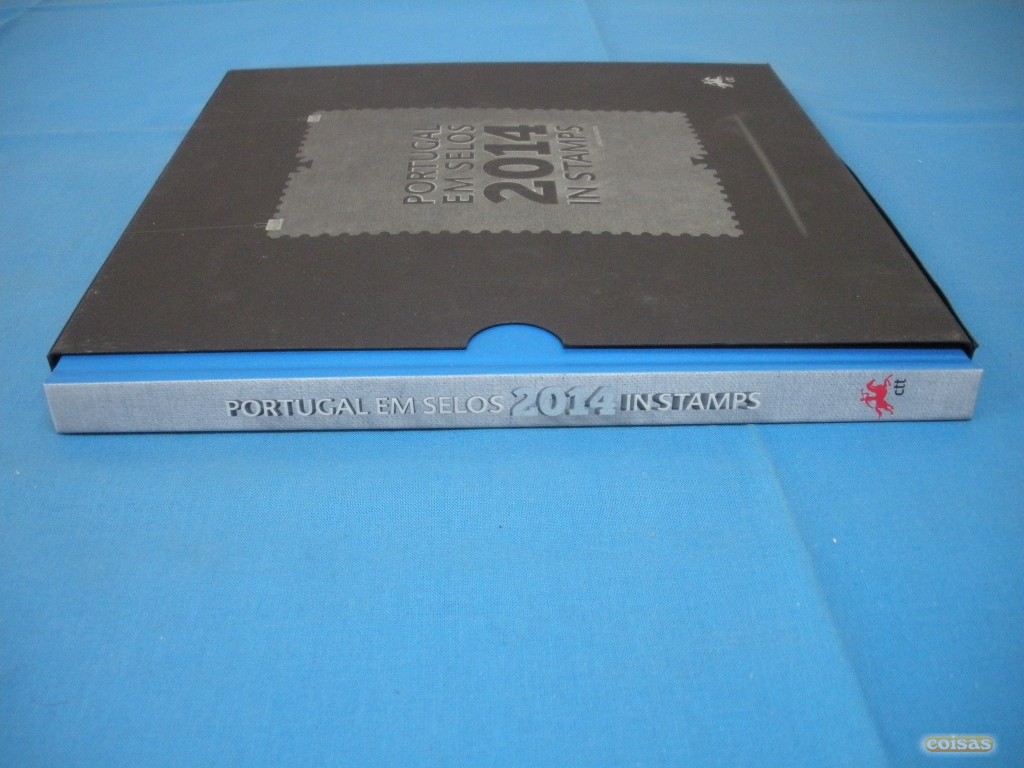 PORTUGAL
EM SELOS
2014
IN STAMPS
PORTUGAL EM SELOS 2014 IN STAMPS
ctt
coisas